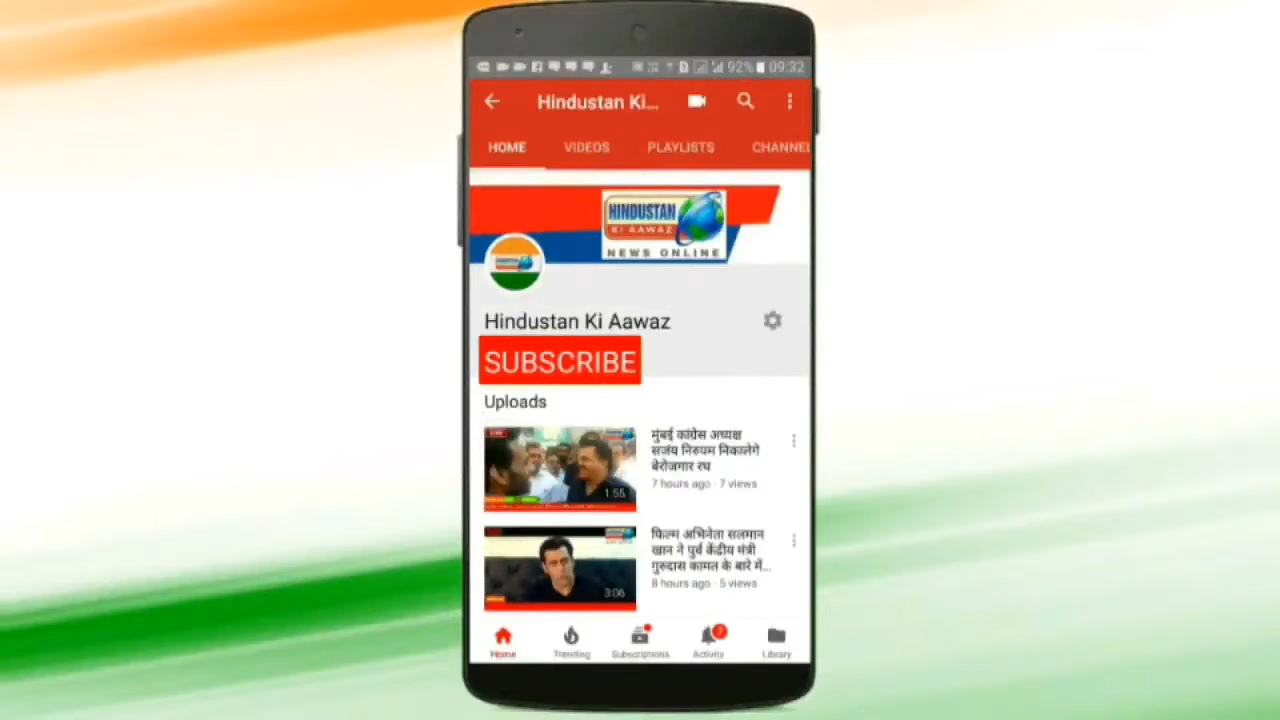 92% 09:32
Hindustan Ki...
HOME VIDEOS PLAYLISTS CHANNEL
HINDUSTAN
KI AAWAZ
NEWS ONLINE
Hindustan Ki Aawaz
SUBSCRIBE
Uploads
मुंबई कांग्रेस अध्यक्ष
सजंय निरुपम निकालेगे
बेरोजगार रथ
7 hours ago · 7 views
LIVE
1:55
फिल्म अभिनेता सलमान
खान ने पुर्व केंद्रीय मंत्री
गुरुदास कामत के बारे में...
8 hours ago · 5 views
3:06
Home Trending Subscriptions Activity Library